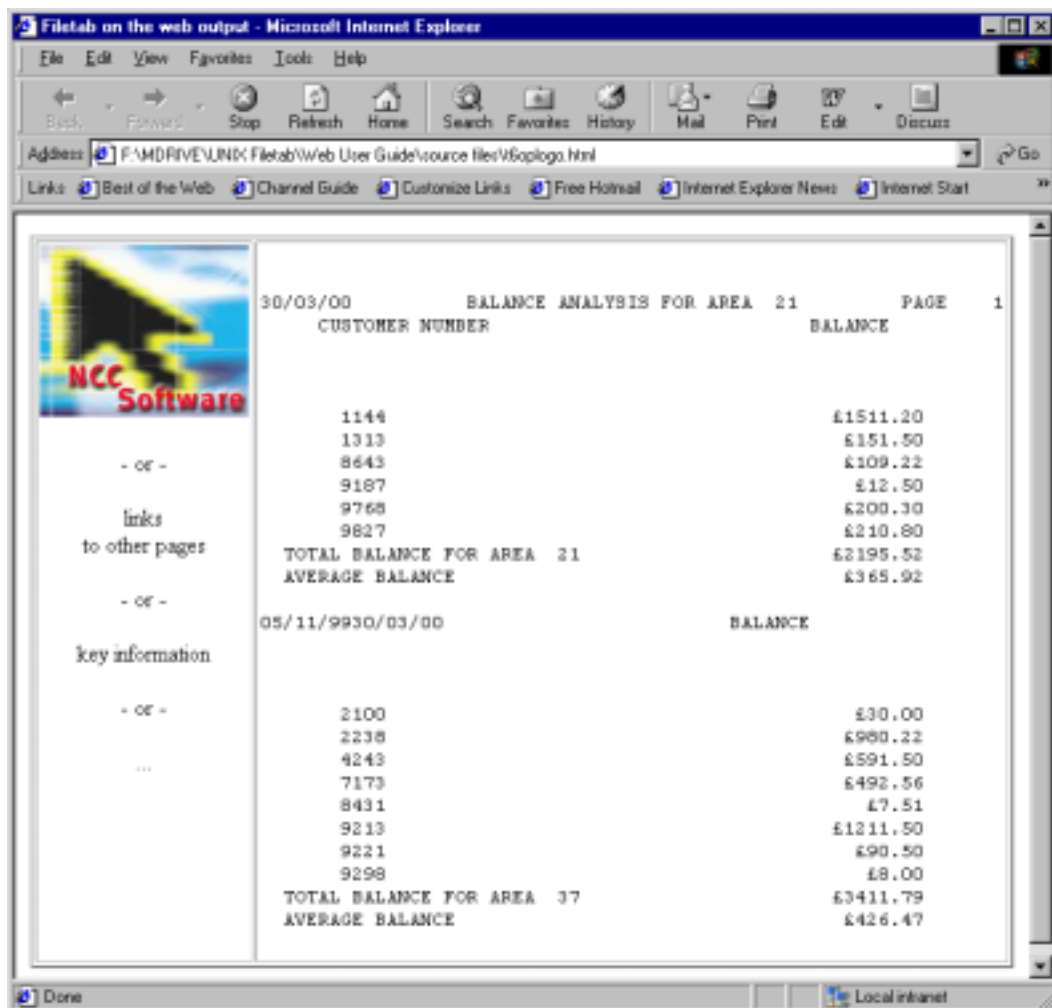 Filetab on the web output - Microsoft Internet Explorer
File Edit View Favorites Tools Help
Back Forward Stop Refresh Home Search Favorites History Mail Print Edit Discuss
Address F:\MDRIVE\UNIX Filetab\Web User Guide\source files\t6oplogo.html Go
Links Best of the Web Channel Guide Customize Links Free Hotmail Internet Explorer News Internet Start »
NCC
Software
- or -
links
to other pages
- or -
key information
- or -
...
30/03/00 BALANCE ANALYSIS FOR AREA 21 PAGE 1
CUSTOMER NUMBER BALANCE
1144 £1511.20
1313 £151.50
8643 £109.22
9187 £12.50
9768 £200.30
9827 £210.80
TOTAL BALANCE FOR AREA 21 £2195.52
AVERAGE BALANCE £365.92
05/11/9930/03/00 BALANCE
2100 £30.00
2238 £980.22
4243 £591.50
7173 £492.56
8431 £7.51
9213 £1211.50
9221 £90.50
9298 £8.00
TOTAL BALANCE FOR AREA 37 £3411.79
AVERAGE BALANCE £426.47
Done Local intranet